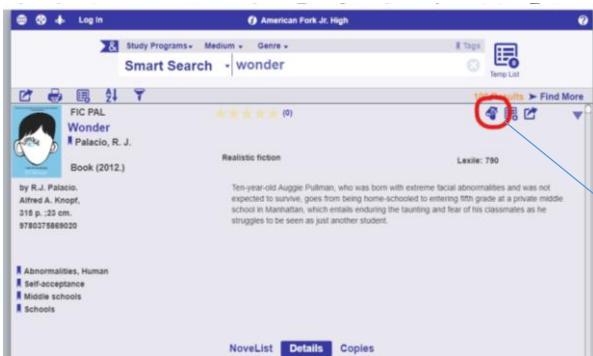 Log In
American Fork Jr. High
Study Programs Medium Genre
Tags
Smart Search wonder
Temp List
Results Find More
FIC PAL
(0)
Wonder
Palacio, R. J.
Book (2012.)
Realistic fiction
Lexile: 790
by R.J. Palacio.
Alfred A. Knopf,
315 p. ;23 cm.
9780375869020
Ten-year-old Auggie Pullman, who was born with extreme facial abnormalities and was not
expected to survive, goes from being home-schooled to entering fifth grade at a private middle
school in Manhattan, which entails enduring the taunting and fear of his classmates as he
struggles to be seen as just another student.
Abnormalities, Human
Self-acceptance
Middle schools
Schools
NoveList Details Copies